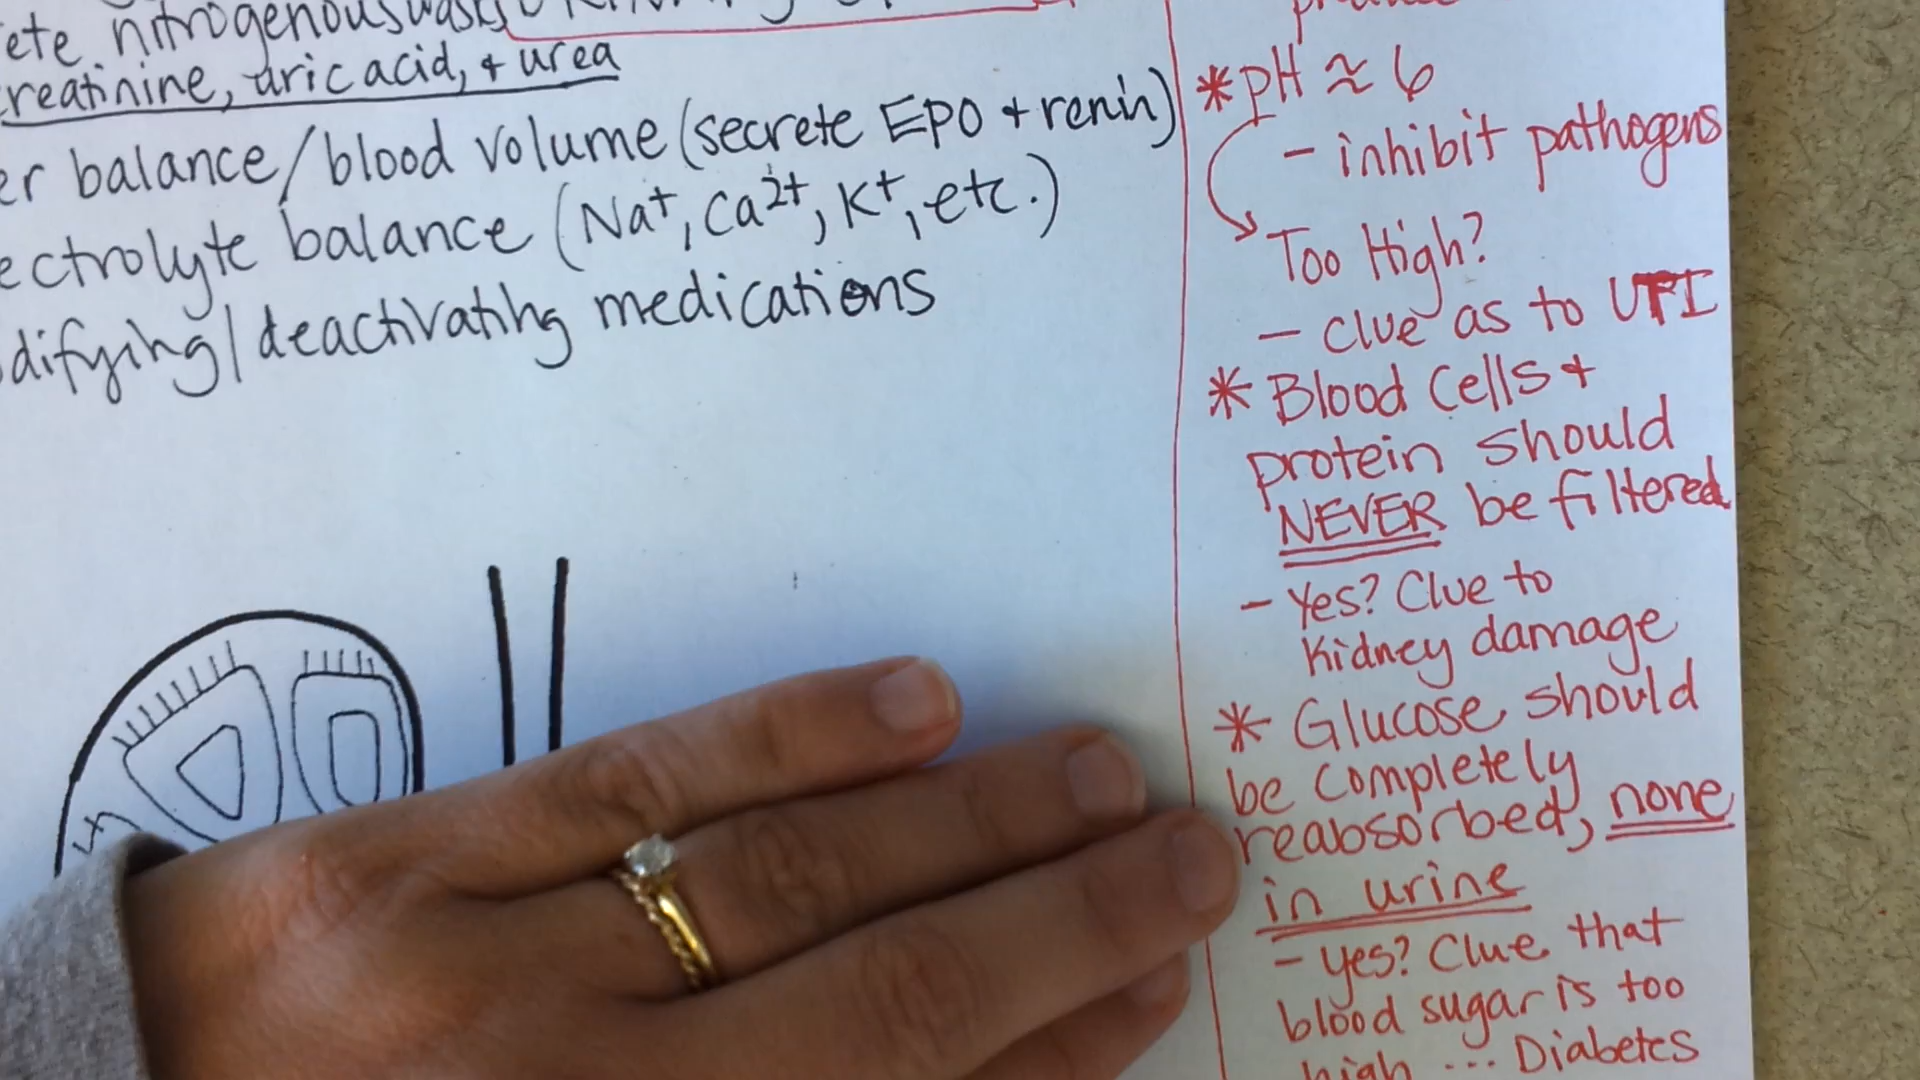 ete nitrogenous wastes
creatinine, uric acid, + urea
er balance/blood volume (secrete EPO + renin)
ectrolyte balance (Na+, Ca2+, K+, etc.)
difying/deactivating medications
* pH ≈ 6
- inhibit pathogens
Too High?
- Clue as to UTI
* Blood Cells +
protein should
NEVER be filtered
- Yes? Clue to
kidney damage
* Glucose should
be completely
reabsorbed, none
in urine
- yes? Clue that
blood sugar is too
high ... Diabetes